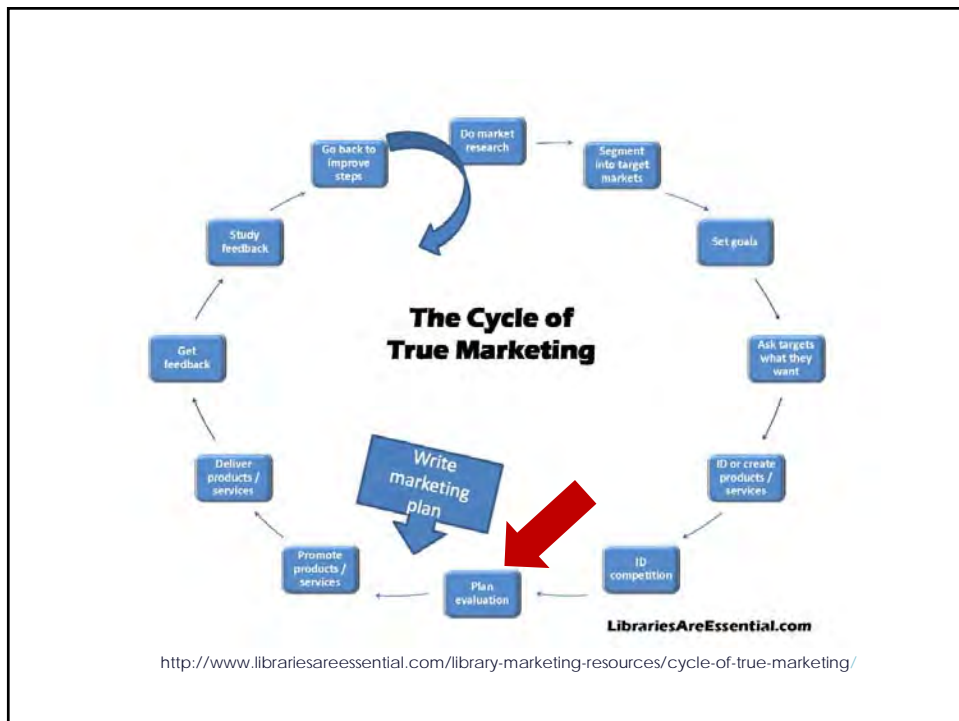 Do market
research
Segment
into target
markets
Set goals
Ask targets
what they
want
ID or create
products /
services
ID
competition
Plan
evaluation
Write
marketing
plan
Promote
products /
services
Deliver
products /
services
Get
feedback
Study
feedback
Go back to
improve
steps
The Cycle of
True Marketing
LibrariesAreEssential.com
http://www.librariesareessential.com/library-marketing-resources/cycle-of-true-marketing/